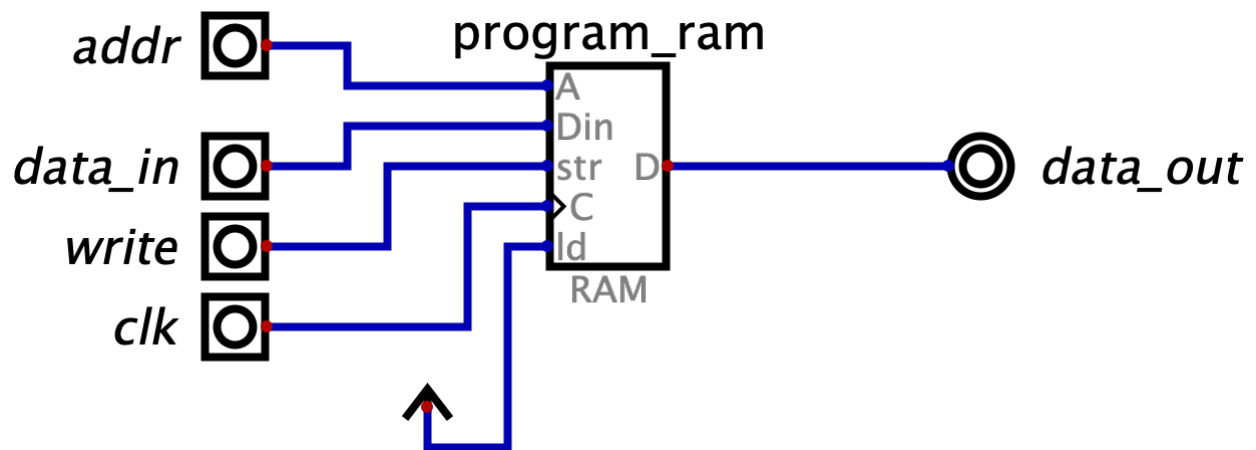 addr
program_ram
A
Din
data_in
str
D
data_out
C
write
ld
RAM
clk